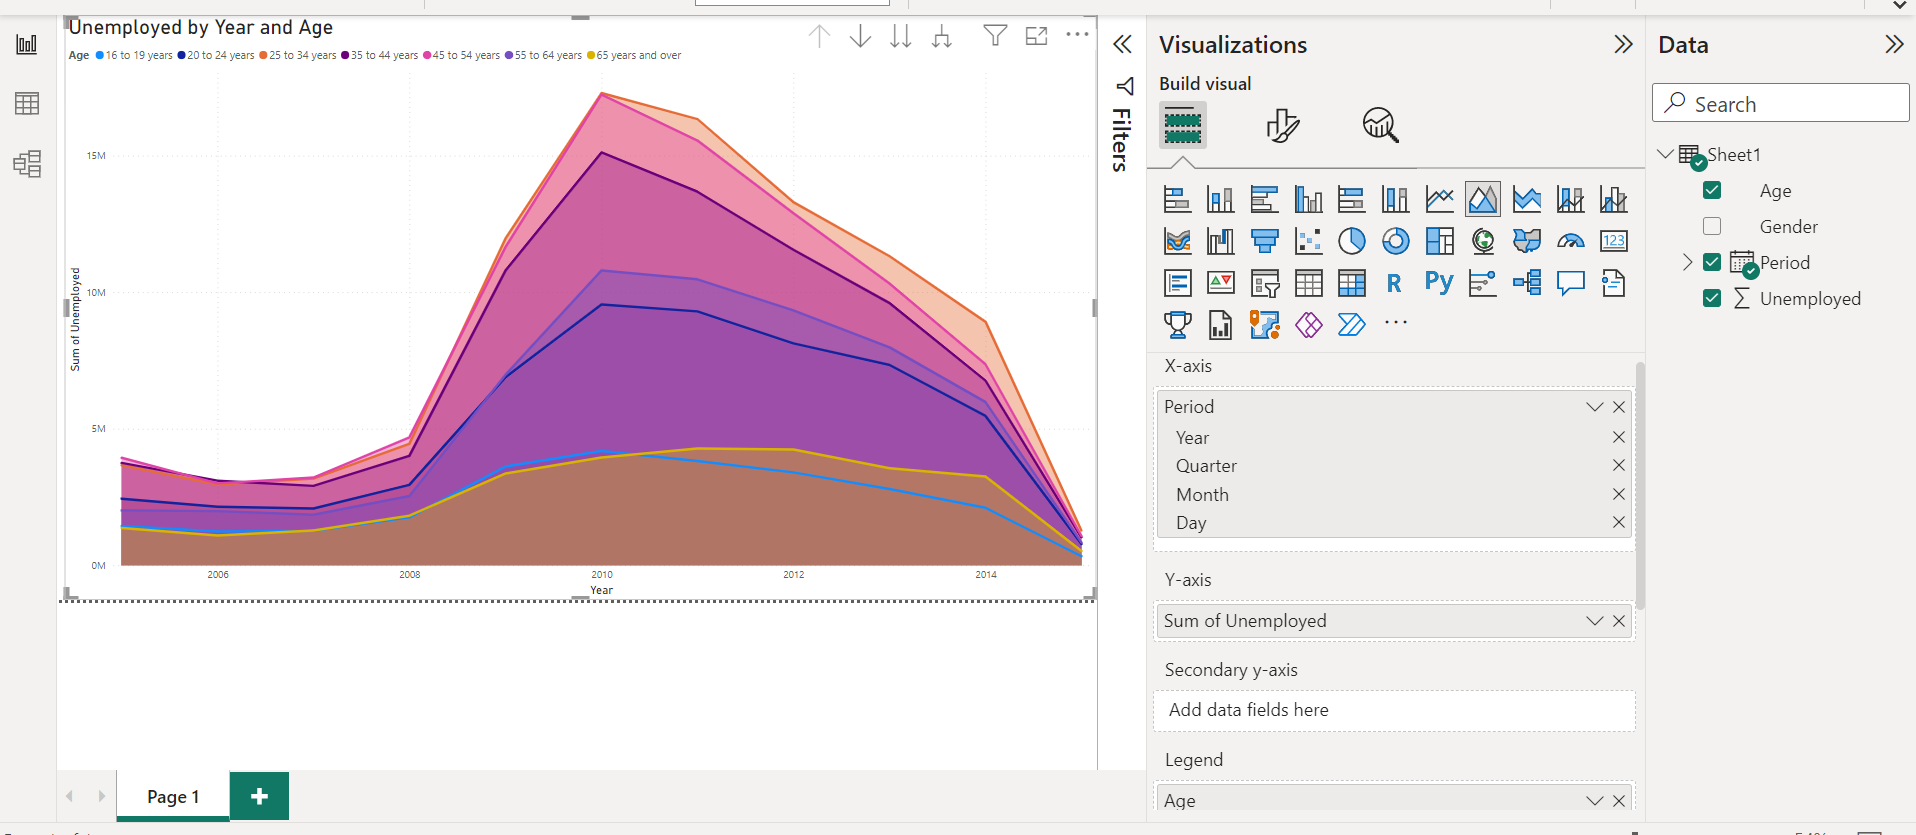 Unemployed by Year and Age
Age 16 to 19 years 20 to 24 years 25 to 34 years 35 to 44 years 45 to 54 years 55 to 64 years 65 years and over
15M
10M
5M
0M
Sum of Unemployed
2006 2008 2010 2012 2014
Year
Page 1
Filters
Visualizations
Build visual
123
R
Py
X-axis
Period
Year
Quarter
Month
Day
Y-axis
Sum of Unemployed
Secondary y-axis
Add data fields here
Legend
Age
Data
Search
Sheet1
Age
Gender
Period
Unemployed